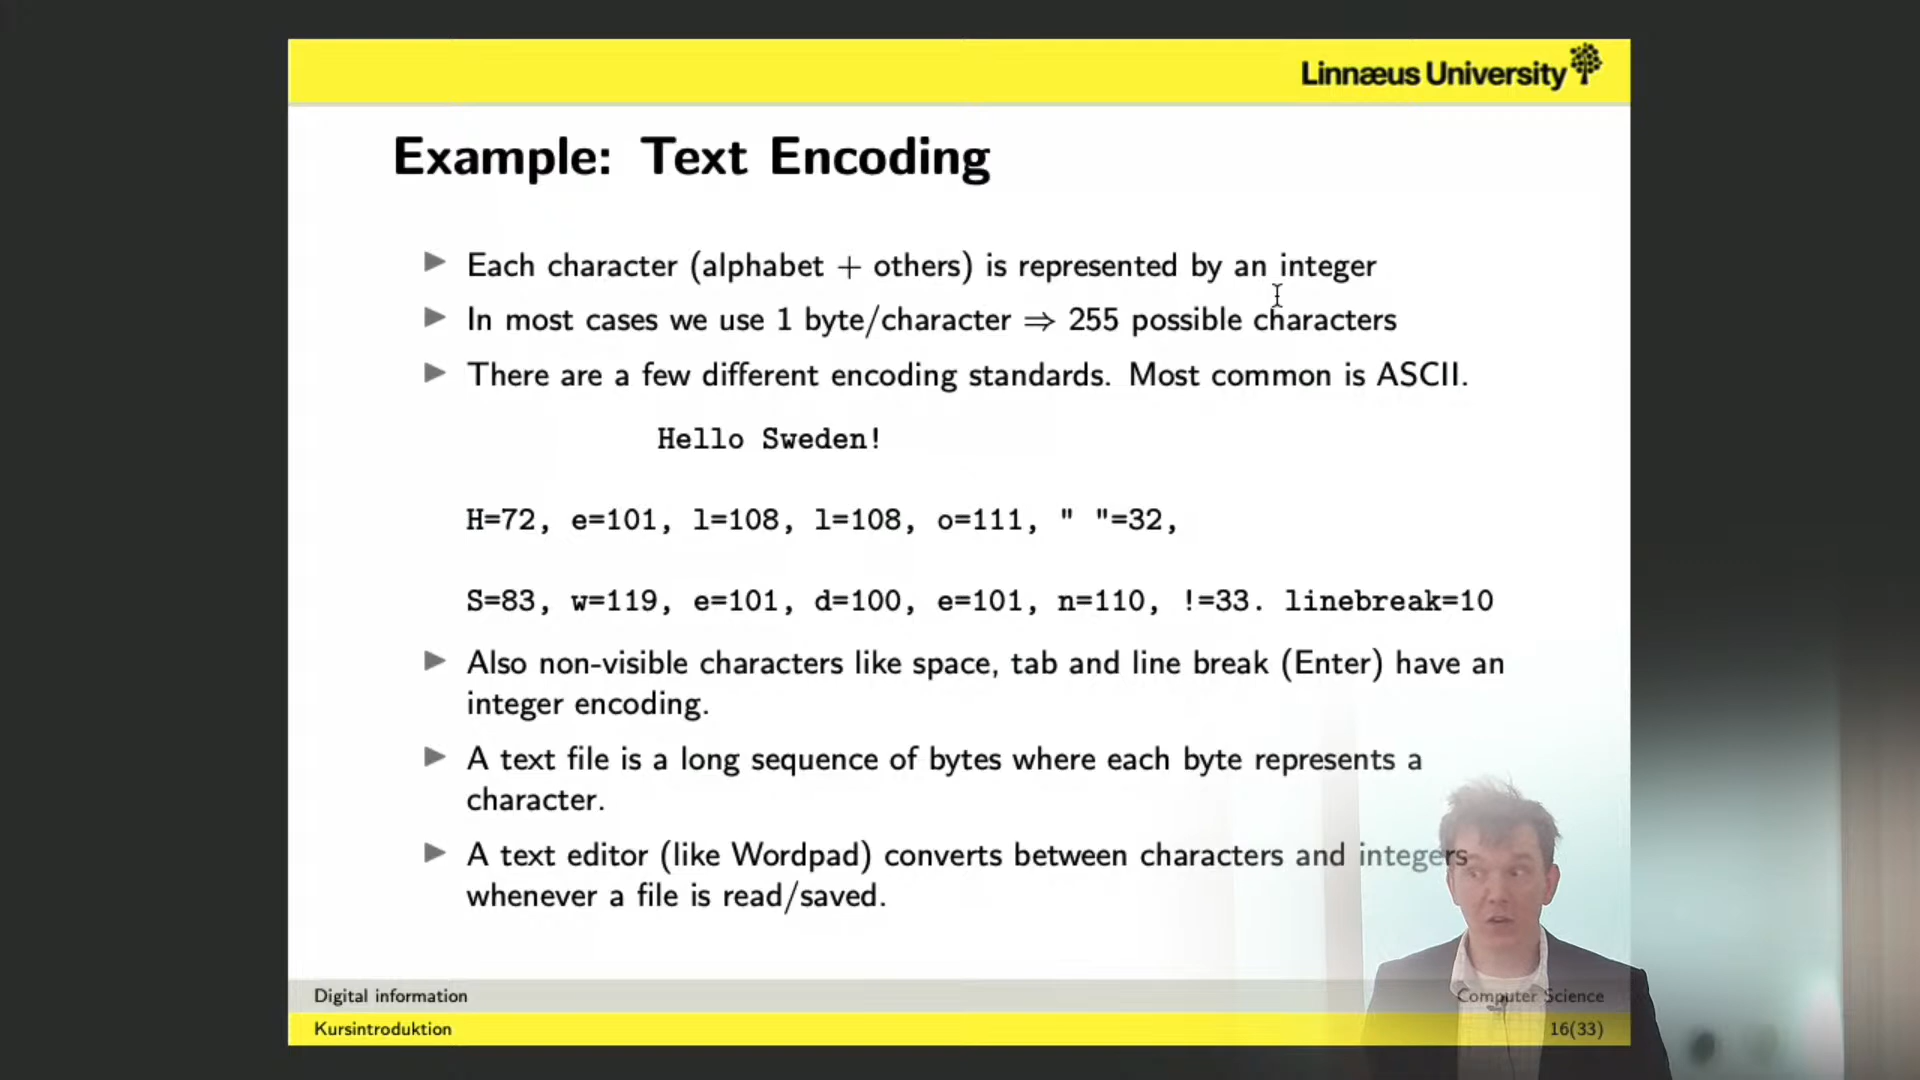 Linnæus University
Example: Text Encoding
Each character (alphabet + others) is represented by an integer
In most cases we use 1 byte/character ⇒ 255 possible characters
There are a few different encoding standards. Most common is ASCII.
Hello Sweden!
H=72, e=101, l=108, l=108, o=111, " "=32,
S=83, w=119, e=101, d=100, e=101, n=110, !=33. linebreak=10
Also non-visible characters like space, tab and line break (Enter) have an
integer encoding.
A text file is a long sequence of bytes where each byte represents a
character.
A text editor (like Wordpad) converts between characters and integers
whenever a file is read/saved.
Digital information
Computer Science
Kursintroduktion
16(33)